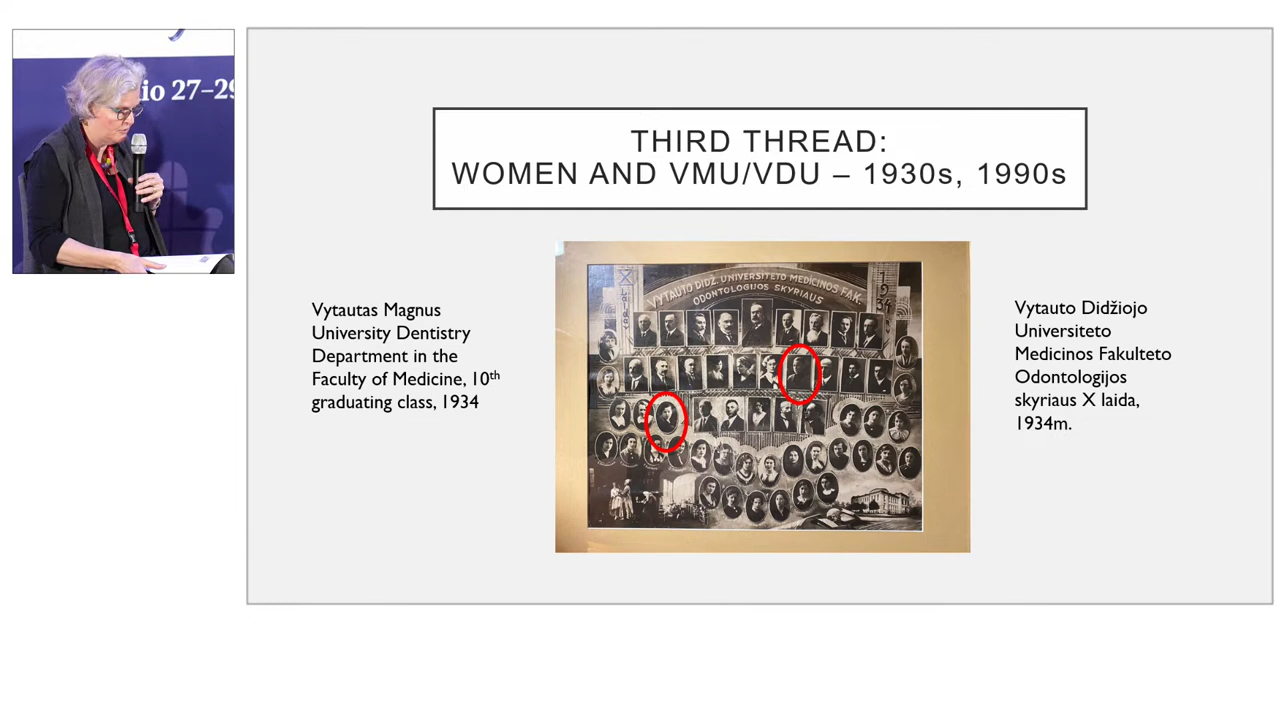 io 27–29
THIRD THREAD:
WOMEN AND VMU/VDU – 1930s, 1990s
Vytautas Magnus
University Dentistry
Department in the
Faculty of Medicine, 10th
graduating class, 1934
VYTAUTO DIDŽ. UNIVERSITETO MEDICINOS FAK.
ODONTOLOGIJOS SKYRIAUS
X
LAIDA
1934
Vytauto Didžiojo
Universiteto
Medicinos Fakulteto
Odontologijos
skyriaus X laida,
1934m.